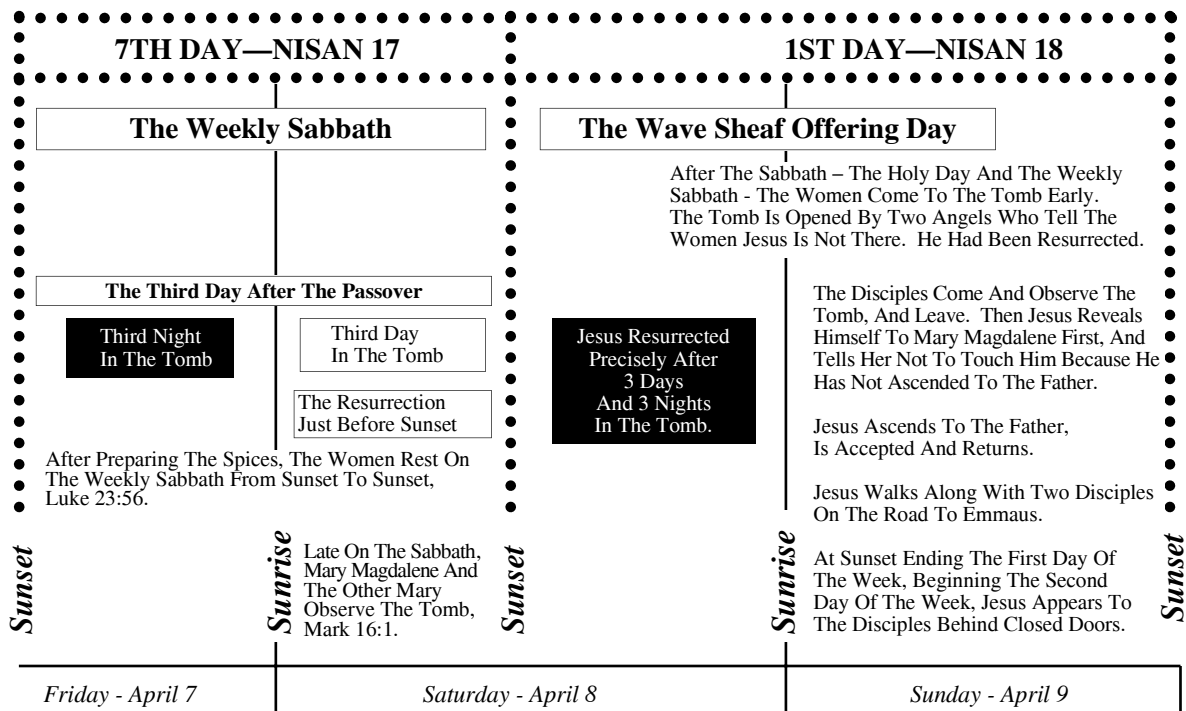 7TH DAY—NISAN 17
1ST DAY—NISAN 18
The Weekly Sabbath
The Third Day After The Passover
Third Night
In The Tomb
Third Day
In The Tomb
The Resurrection
Just Before Sunset
After Preparing The Spices, The Women Rest On
The Weekly Sabbath From Sunset To Sunset,
Luke 23:56.
Late On The Sabbath,
Mary Magdalene And
The Other Mary
Observe The Tomb,
Mark 16:1.
The Wave Sheaf Offering Day
After The Sabbath – The Holy Day And The Weekly
Sabbath - The Women Come To The Tomb Early.
The Tomb Is Opened By Two Angels Who Tell The
Women Jesus Is Not There. He Had Been Resurrected.
Jesus Resurrected
Precisely After
3 Days
And 3 Nights
In The Tomb.
The Disciples Come And Observe The
Tomb, And Leave. Then Jesus Reveals
Himself To Mary Magdalene First, And
Tells Her Not To Touch Him Because He
Has Not Ascended To The Father.
Jesus Ascends To The Father,
Is Accepted And Returns.
Jesus Walks Along With Two Disciples
On The Road To Emmaus.
At Sunset Ending The First Day Of
The Week, Beginning The Second
Day Of The Week, Jesus Appears To
The Disciples Behind Closed Doors.
Sunset
Sunrise
Sunset
Sunrise
Sunset
Friday - April 7
Saturday - April 8
Sunday - April 9